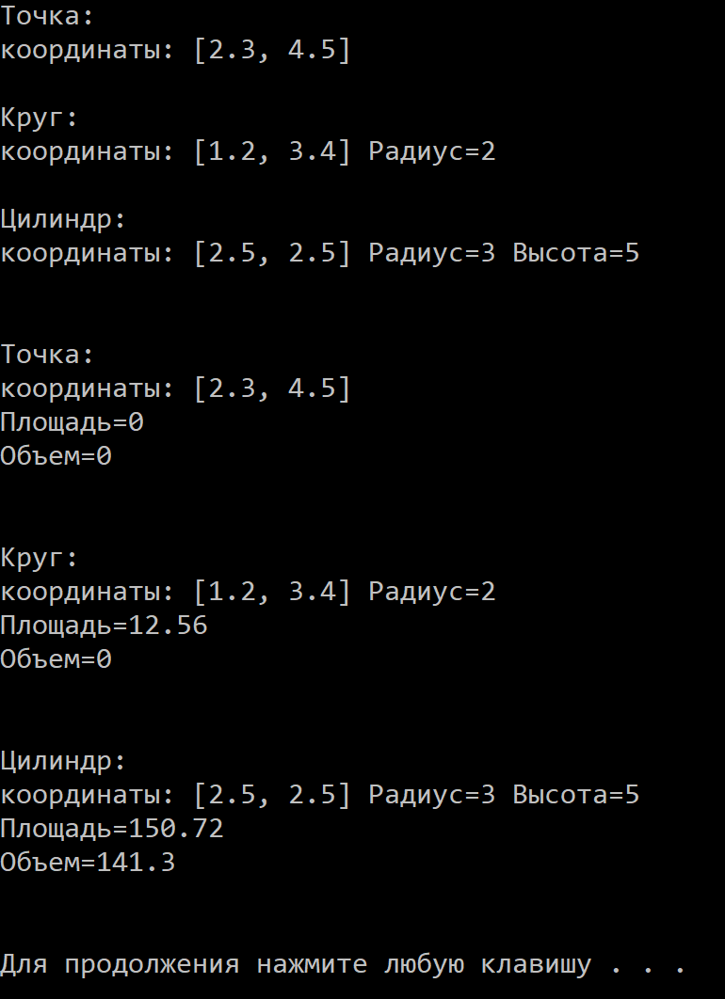 Точка:
координаты: [2.3, 4.5]
Круг:
координаты: [1.2, 3.4] Радиус=2
Цилиндр:
координаты: [2.5, 2.5] Радиус=3 Высота=5
Точка:
координаты: [2.3, 4.5]
Площадь=0
Объем=0
Круг:
координаты: [1.2, 3.4] Радиус=2
Площадь=12.56
Объем=0
Цилиндр:
координаты: [2.5, 2.5] Радиус=3 Высота=5
Площадь=150.72
Объем=141.3
Для продолжения нажмите любую клавишу . . .